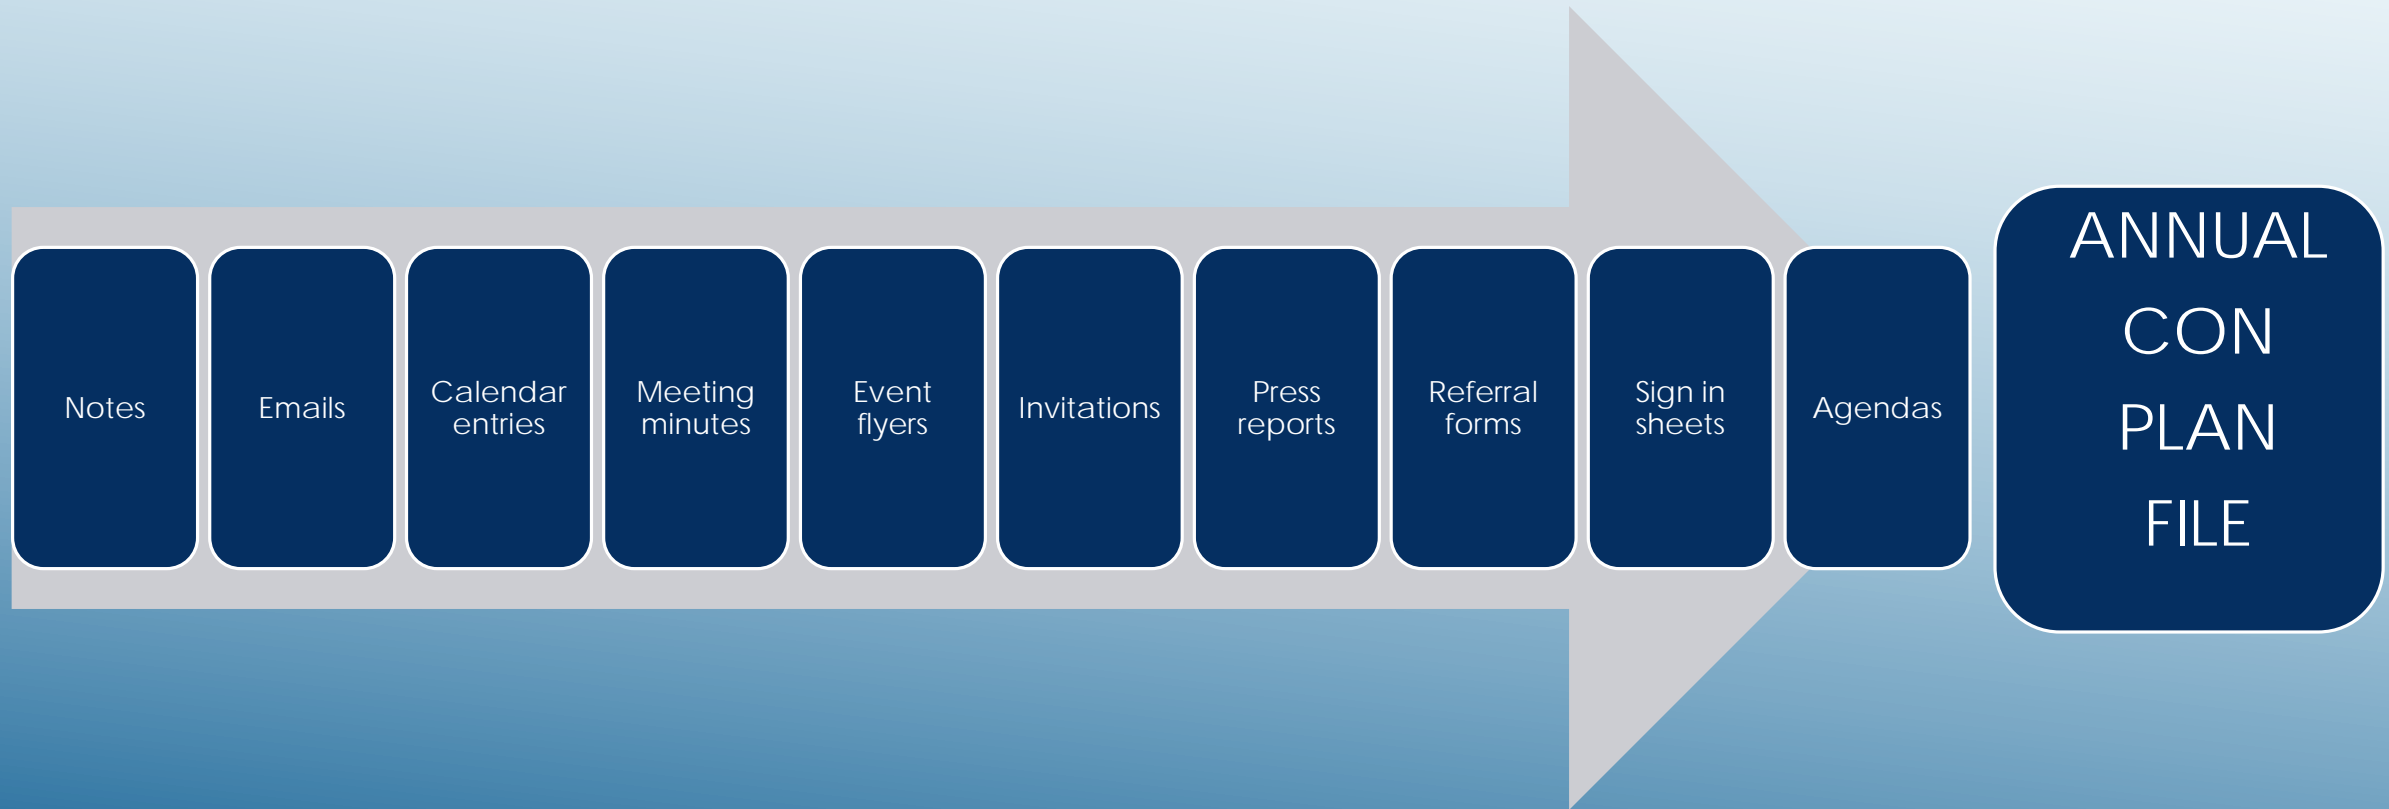 Notes
Emails
Calendar
entries
Meeting
minutes
Event
flyers
Invitations
Press
reports
Referral
forms
Sign in
sheets
Agendas
ANNUAL
CON
PLAN
FILE